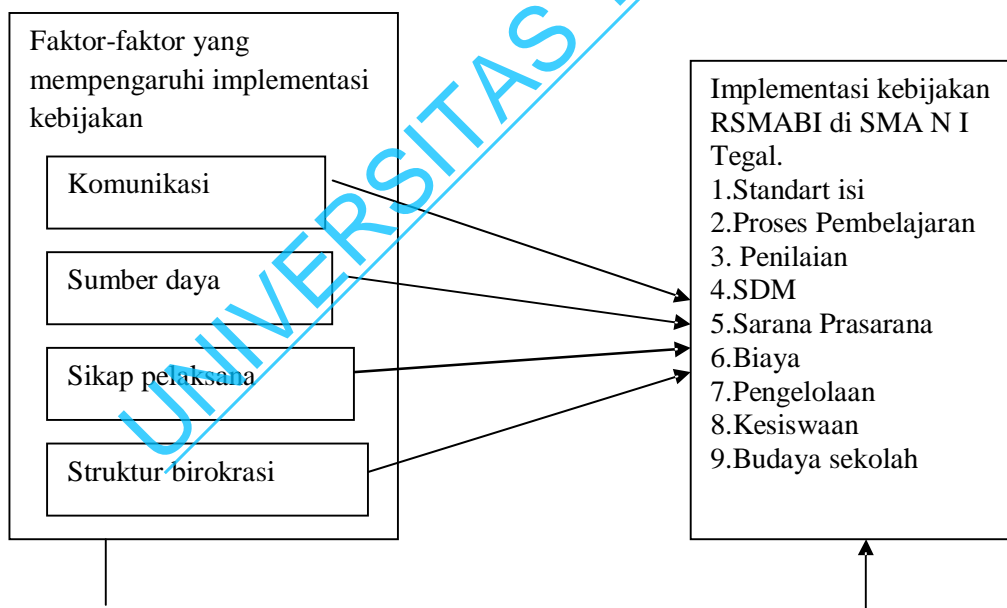 Faktor-faktor yang
mempengaruhi implementasi
kebijakan
Komunikasi
Sumber daya
Sikap pelaksana
Struktur birokrasi
Implementasi kebijakan
RSMABI di SMA N I
Tegal.
1.Standart isi
2.Proses Pembelajaran
3. Penilaian
4.SDM
5.Sarana Prasarana
6.Biaya
7.Pengelolaan
8.Kesiswaan
9.Budaya sekolah
UNIVERSITAS